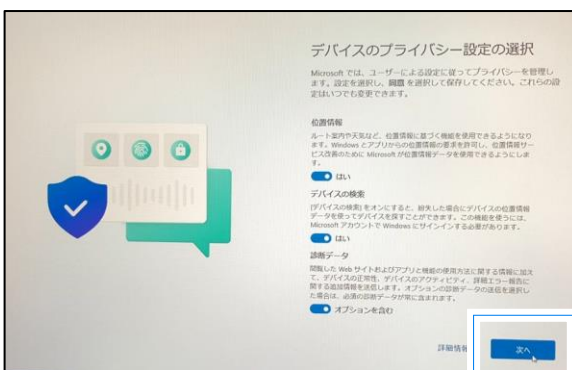 デバイスのプライバシー設定の選択
Microsoft では、ユーザーによる設定に従ってプライバシーを管理し
ます。設定を選択し、同意 を選択して保存してください。これらの設
定はいつでも変更できます。
位置情報
ルート案内や天気など、位置情報に基づく機能を使用できるようになり
ます。Windows とアプリからの位置情報の要求を許可し、位置情報サー
ビス改善のために Microsoft が位置情報データを使用できるようにしま
す。
はい
デバイスの検索
[デバイスの検索] をオンにすると、紛失した場合にデバイスの位置情報
データを使ってデバイスを探すことができます。この機能を使うには、
Microsoft アカウントで Windows にサインインする必要があります。
はい
診断データ
閲覧した Web サイトおよびアプリと機能の使用方法に関する情報に加え
て、デバイスの正常性、デバイスのアクティビティ、詳細エラー報告に
関する追加情報を送信します。オプションの診断データの送信を選択し
た場合は、必須の診断データが常に含まれます。
オプションを含む
詳細情報
次へ